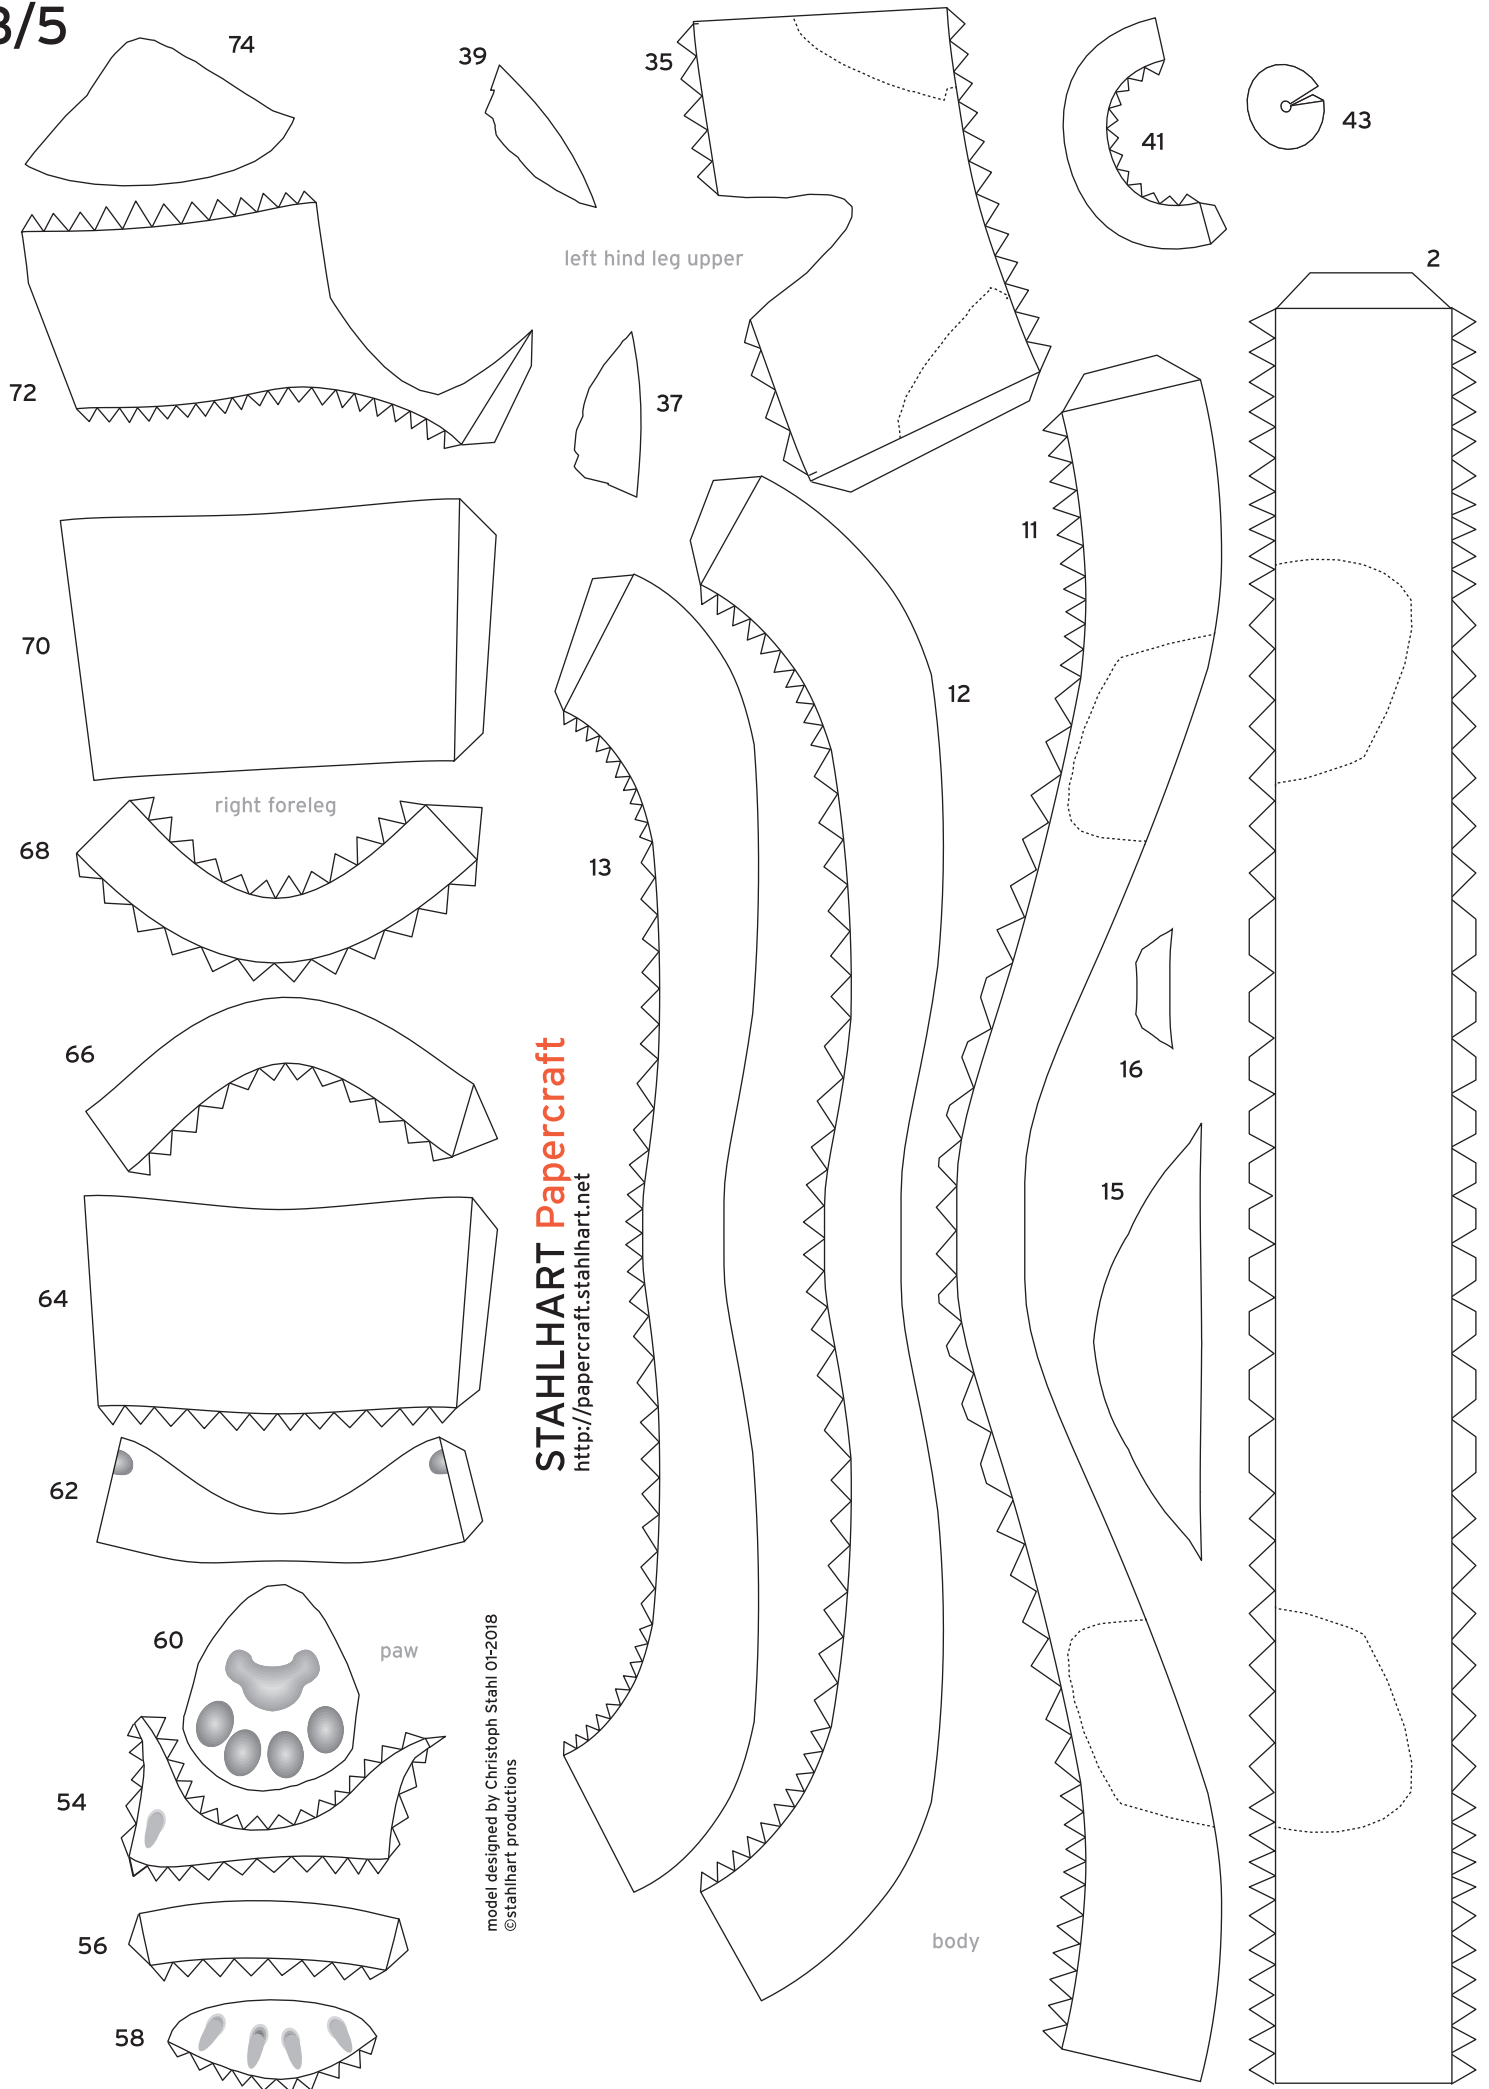 3/5
74
39
35
41
43
left hind leg upper
2
72
37
11
70
12
right foreleg
68
13
66
16
STAHLHART Papercraft
http://papercraft.stahlhart.net
15
64
62
60
paw
model designed by Christoph Stahl 01-2018
©stahlhart productions
54
56
body
58